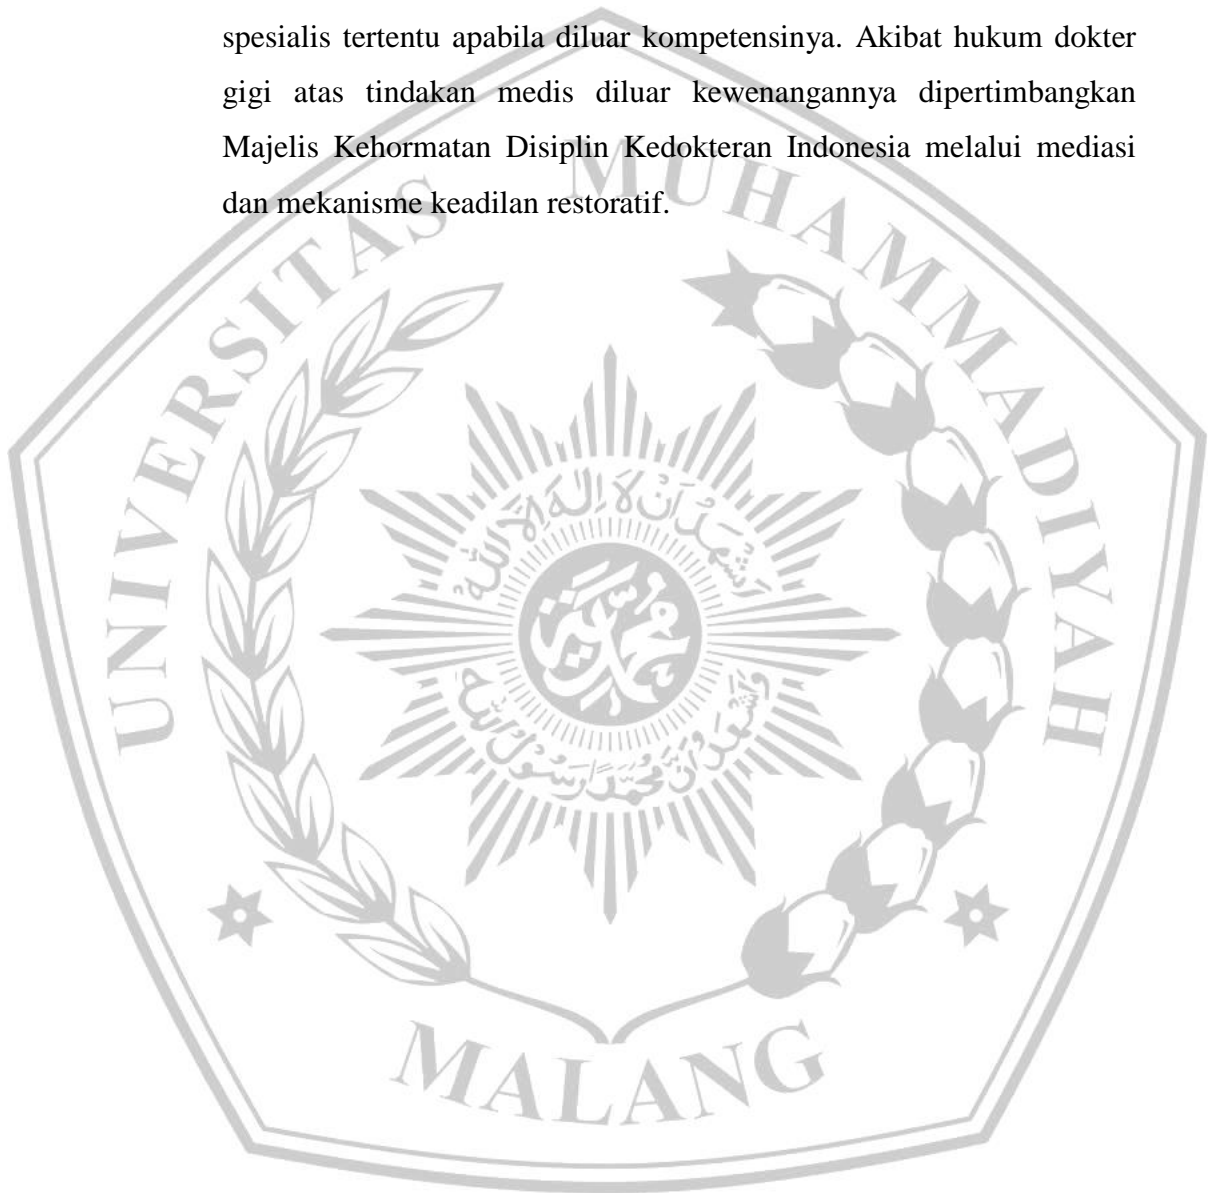 spesialis tertentu apabila diluar kompetensinya. Akibat hukum dokter
gigi atas tindakan medis diluar kewenangannya dipertimbangkan
Majelis Kehormatan Disiplin Kedokteran Indonesia melalui mediasi
dan mekanisme keadilan restoratif.
UNIVERSITAS MUHAMMADIYAH
MALANG